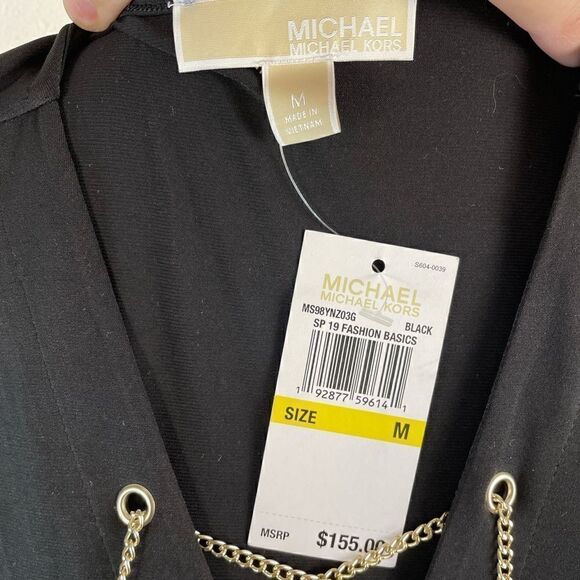 MICHAEL
MICHAEL KORS
M
MADE IN
VIETNAM
S604-0039
MICHAEL
MICHAEL KORS
MS98YNZ03G BLACK
SP 19 FASHION BASICS
1 92877 59614 1
SIZE M
MSRP $155.00